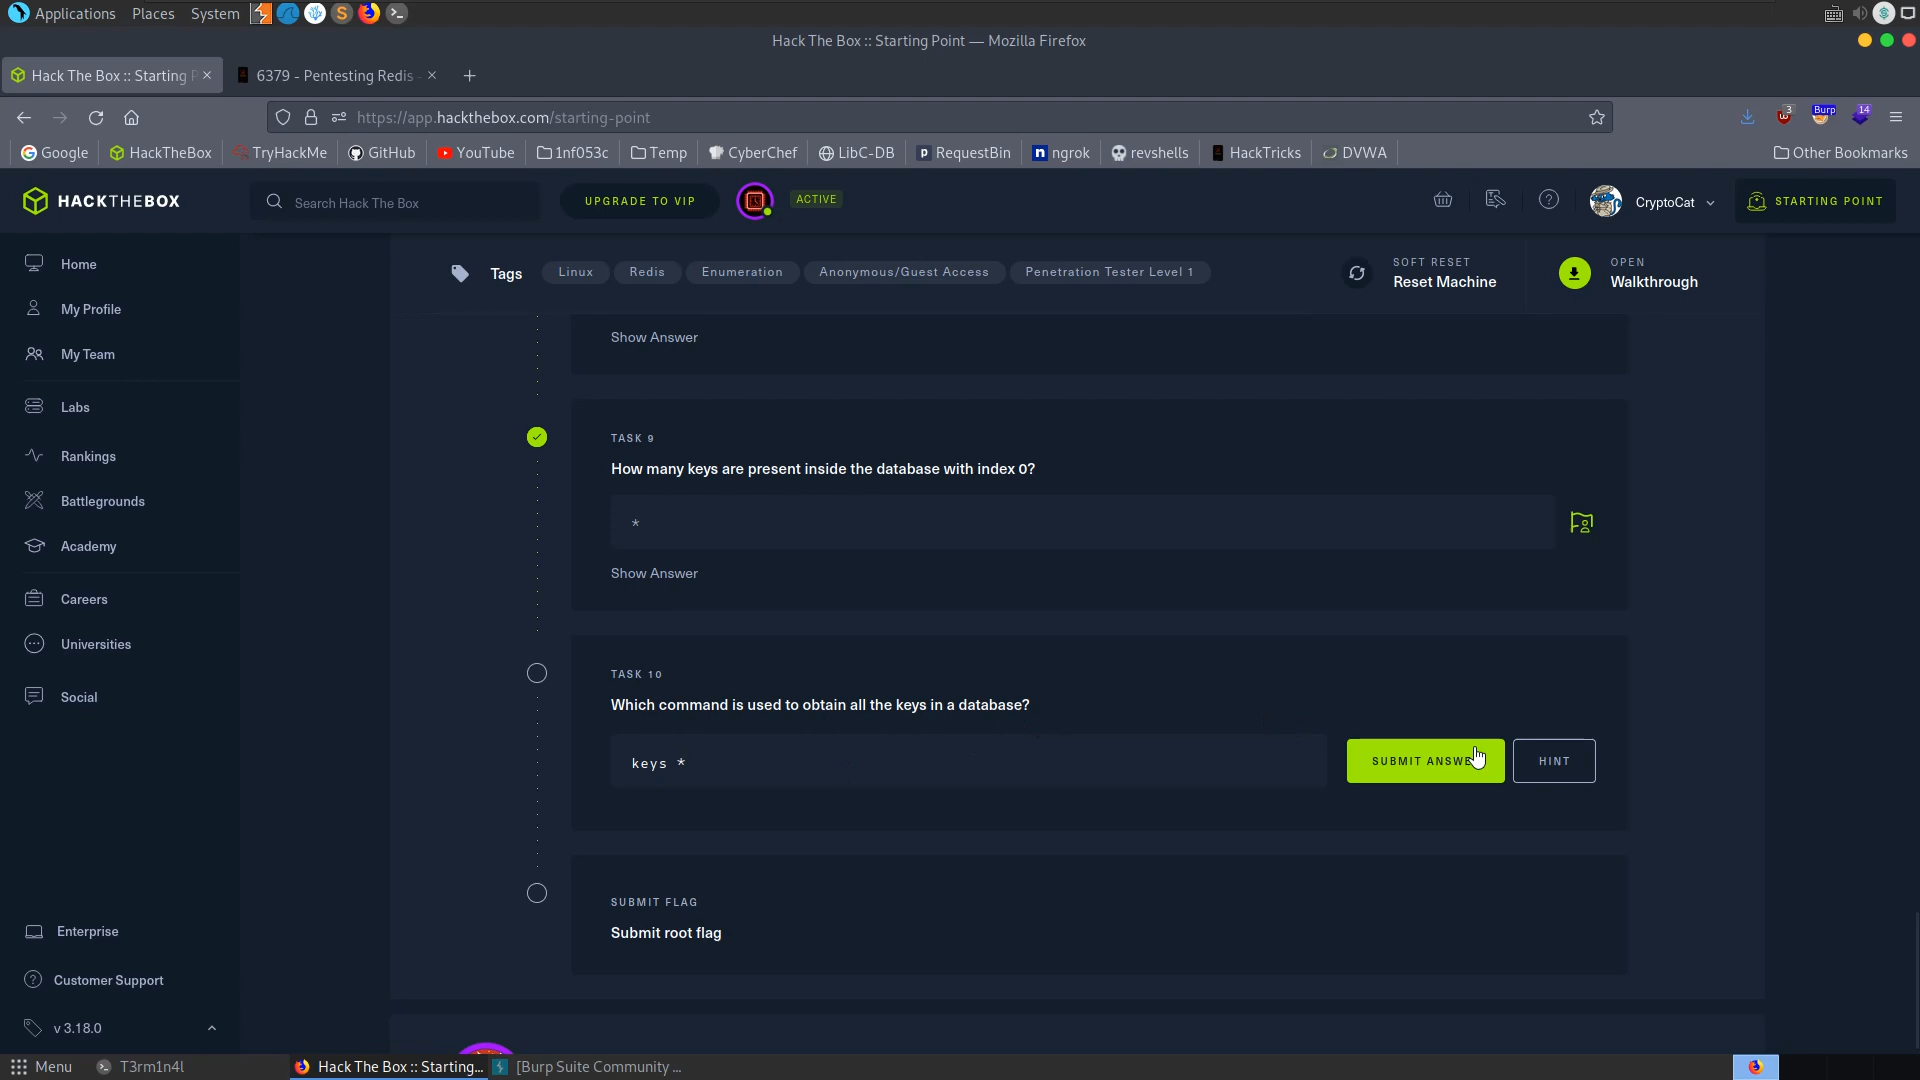 Applications Places System
Hack The Box :: Starting Point — Mozilla Firefox
Hack The Box :: Starting P
6379 - Pentesting Redis -
https://app.hackthebox.com/starting-point
3
Burp
14
Google
HackTheBox
TryHackMe
GitHub
YouTube
1nf053c
Temp
CyberChef
LibC-DB
RequestBin
ngrok
revshells
HackTricks
DVWA
Other Bookmarks
HACKTHEBOX
Search Hack The Box
UPGRADE TO VIP
ACTIVE
CryptoCat
STARTING POINT
Home
My Profile
My Team
Labs
Rankings
Battlegrounds
Academy
Careers
Universities
Social
Enterprise
Customer Support
v 3.18.0
Tags
Linux
Redis
Enumeration
Anonymous/Guest Access
Penetration Tester Level 1
SOFT RESET
Reset Machine
OPEN
Walkthrough
Show Answer
TASK 9
How many keys are present inside the database with index 0?
*
Show Answer
TASK 10
Which command is used to obtain all the keys in a database?
keys *
SUBMIT ANSWE
HINT
SUBMIT FLAG
Submit root flag
Menu
T3rm1n4l
Hack The Box :: Starting...
[Burp Suite Community ...